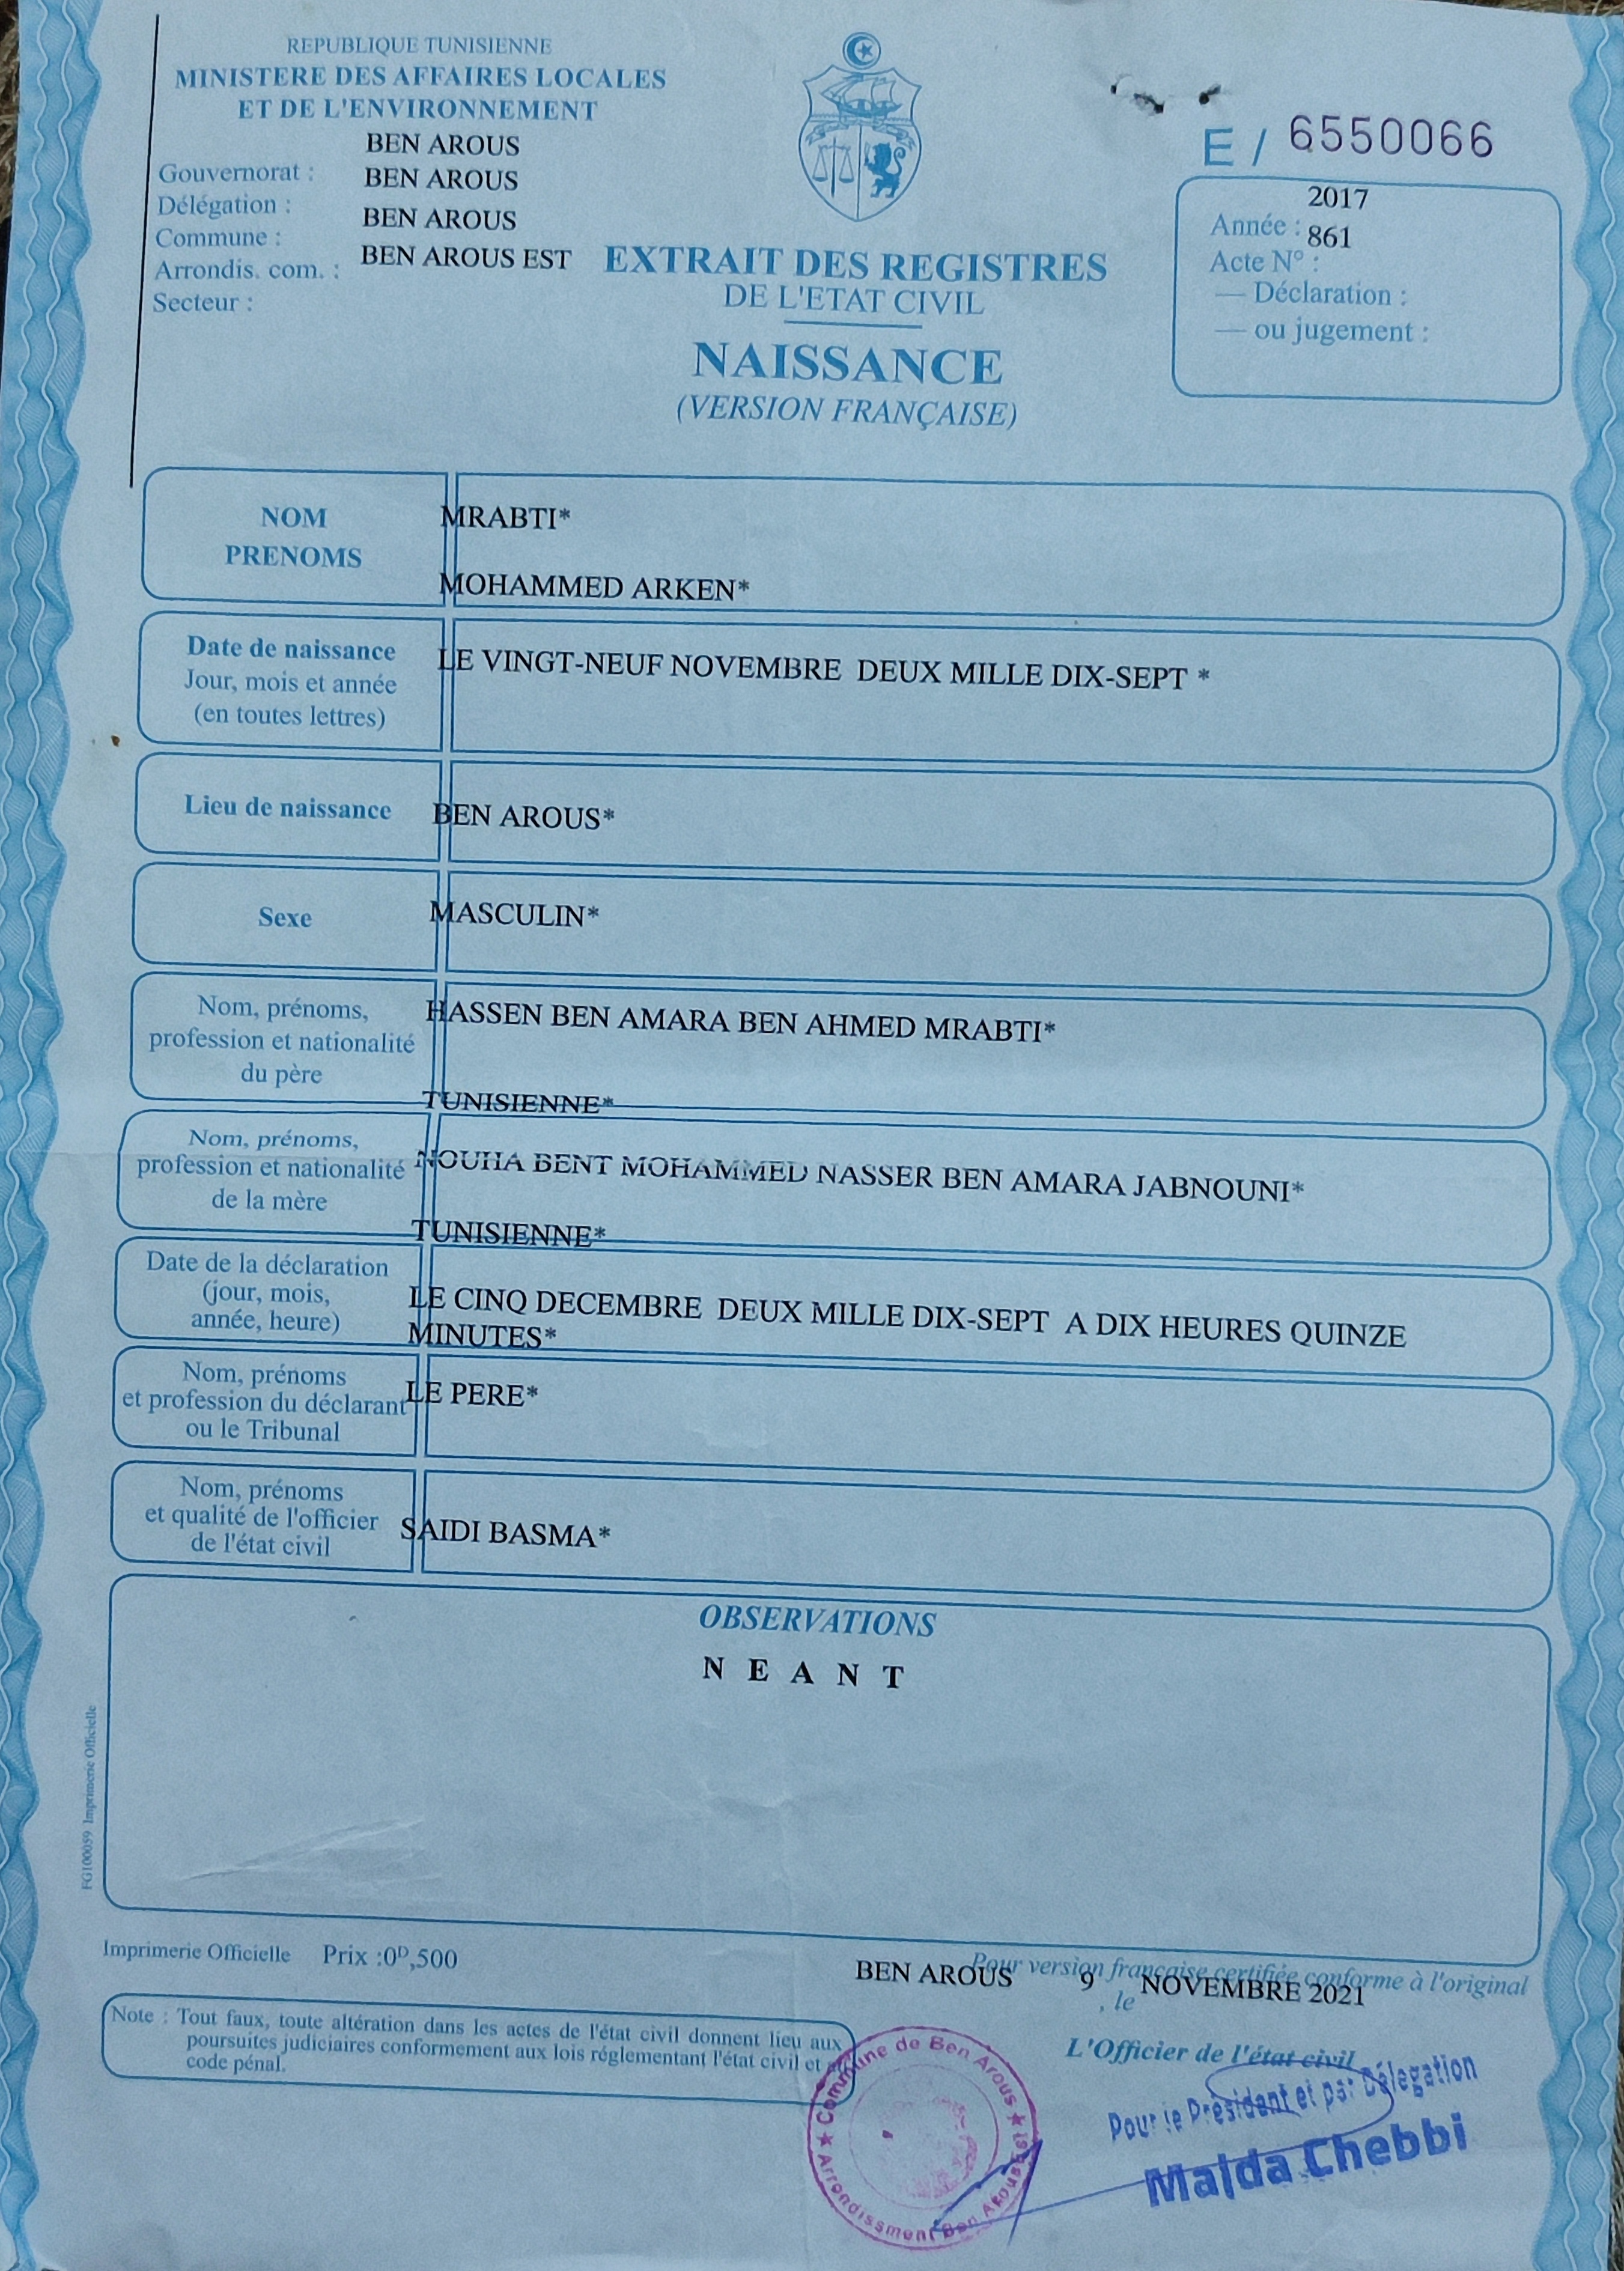 REPUBLIQUE TUNISIENNE
MINISTERE DES AFFAIRES LOCALES
ET DE L'ENVIRONNEMENT
BEN AROUS
Gouvernorat : BEN AROUS
Délégation : BEN AROUS
Commune : BEN AROUS EST
Arrondis. com. :
Secteur :
E / 6550066
2017
Année : 861
Acte N° :
— Déclaration :
— ou jugement :
EXTRAIT DES REGISTRES
DE L'ETAT CIVIL
NAISSANCE
(VERSION FRANÇAISE)
NOM MRABTI*
PRENOMS MOHAMMED ARKEN*
Date de naissance
Jour, mois et année
(en toutes lettres)
LE VINGT-NEUF NOVEMBRE DEUX MILLE DIX-SEPT *
Lieu de naissance BEN AROUS*
Sexe MASCULIN*
Nom, prénoms,
profession et nationalité
du père
HASSEN BEN AMARA BEN AHMED MRABTI*
TUNISIENNE*
Nom, prénoms,
profession et nationalité
de la mère
NOUHA BENT MOHAMMED NASSER BEN AMARA JABNOUNI*
TUNISIENNE*
Date de la déclaration
(jour, mois,
année, heure)
LE CINQ DECEMBRE DEUX MILLE DIX-SEPT A DIX HEURES QUINZE
MINUTES*
Nom, prénoms
et profession du déclarant
ou le Tribunal
LE PERE*
Nom, prénoms
et qualité de l'officier
de l'état civil
SAIDI BASMA*
OBSERVATIONS
N E A N T
FG100059 Imprimerie Officielle
Imprimerie Officielle Prix :0ᴰ,500
Pour version française certifiée conforme à l'original
BEN AROUS , le 9 NOVEMBRE 2021
Note : Tout faux, toute altération dans les actes de l'état civil donnent lieu aux
poursuites judiciaires conformement aux lois réglementant l'état civil et au
code pénal.
L'Officier de l'état civil
Pour le Président et par Délegation
Majda Chebbi
★ Commune de Ben Arous ★
Arrondissment Ben Arous Est